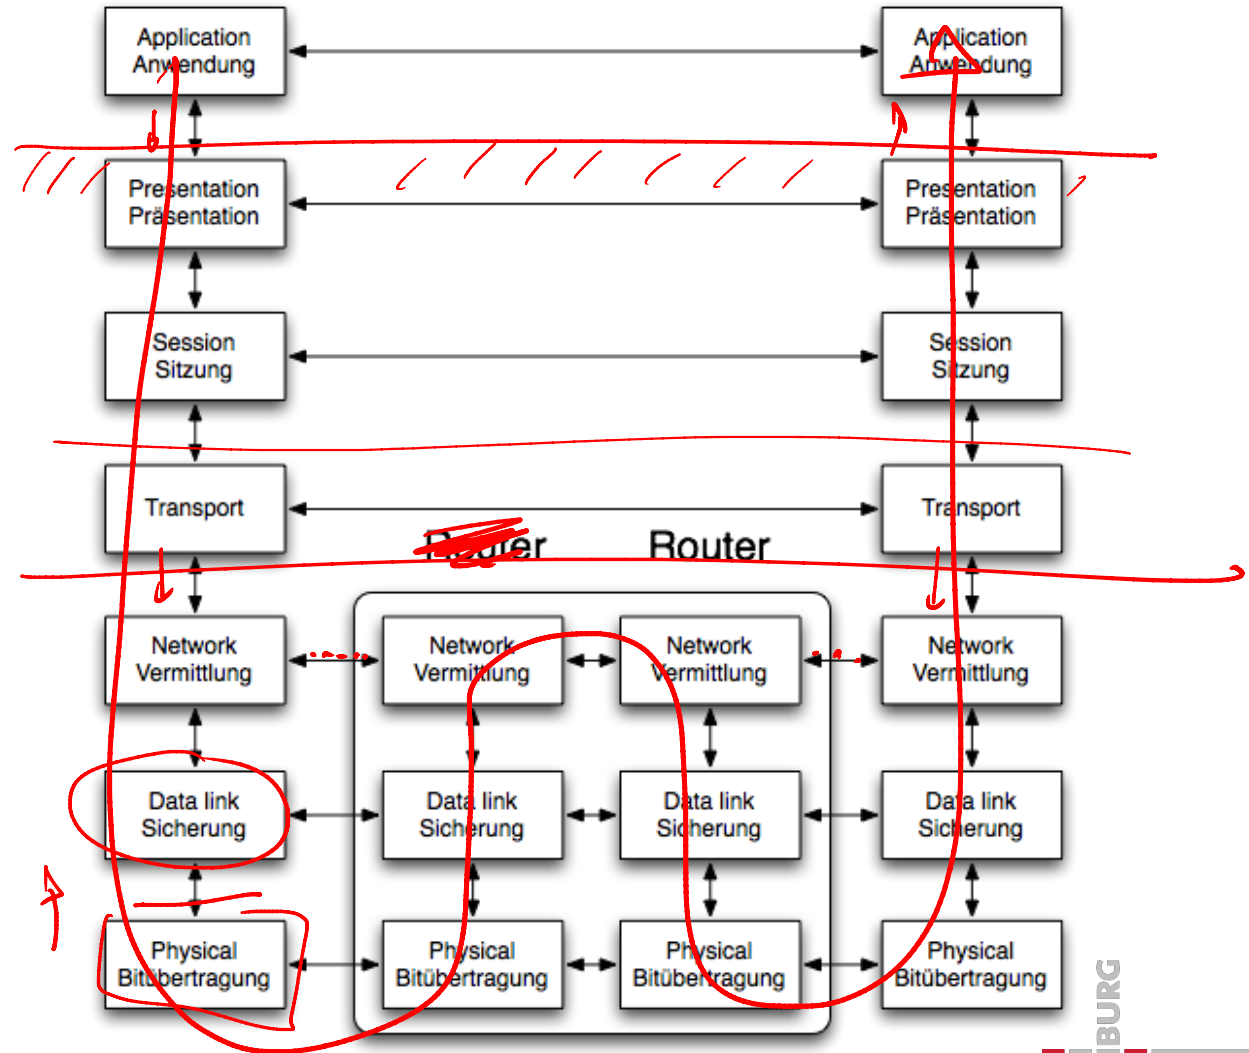 Application
Anwendung
Application
Anwendung
Presentation
Präsentation
Presentation
Präsentation
Session
Sitzung
Session
Sitzung
Transport
Transport
Router
Router
Network
Vermittlung
Network
Vermittlung
Network
Vermittlung
Network
Vermittlung
Data link
Sicherung
Data link
Sicherung
Data link
Sicherung
Data link
Sicherung
Physical
Bitübertragung
Physical
Bitübertragung
Physical
Bitübertragung
Physical
Bitübertragung
BURG